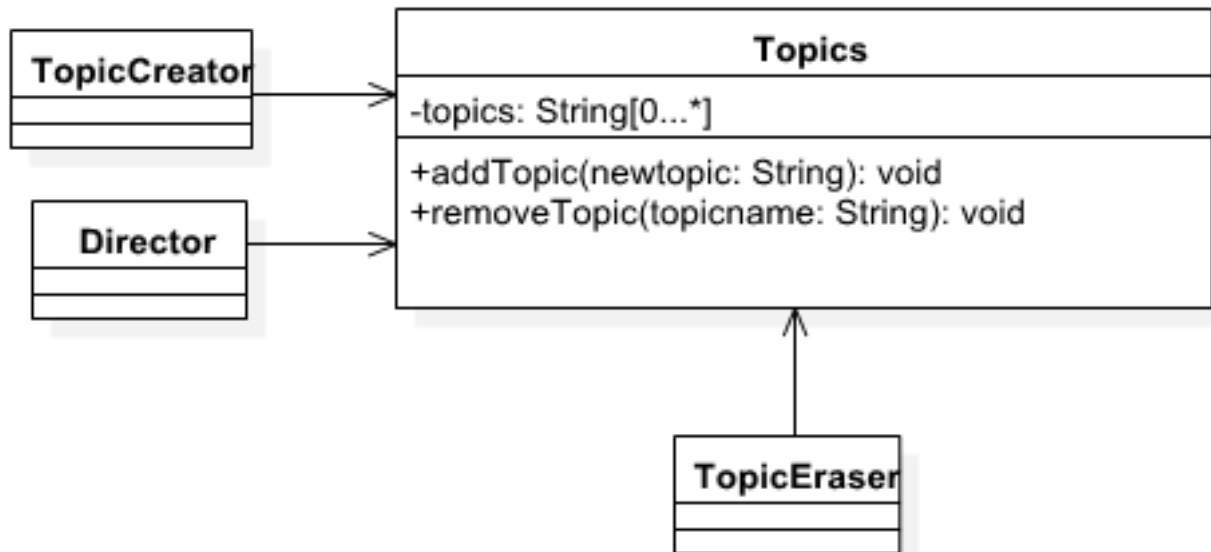 TopicCreator
Topics
-topics: String[0...*]
+addTopic(newtopic: String): void
+removeTopic(topicname: String): void
Director
TopicEraser